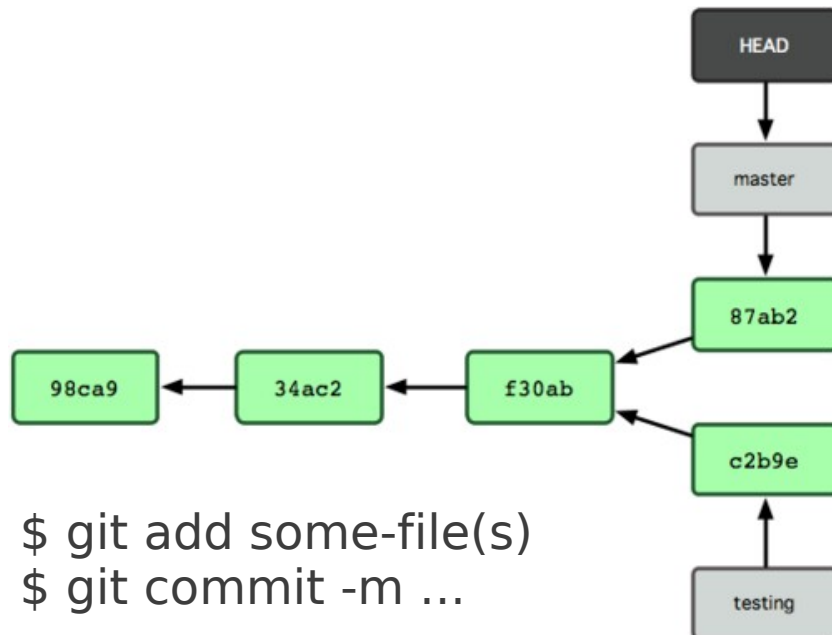 HEAD
master
87ab2
98ca9
34ac2
f30ab
c2b9e
$ git add some-file(s)
$ git commit -m ...
testing